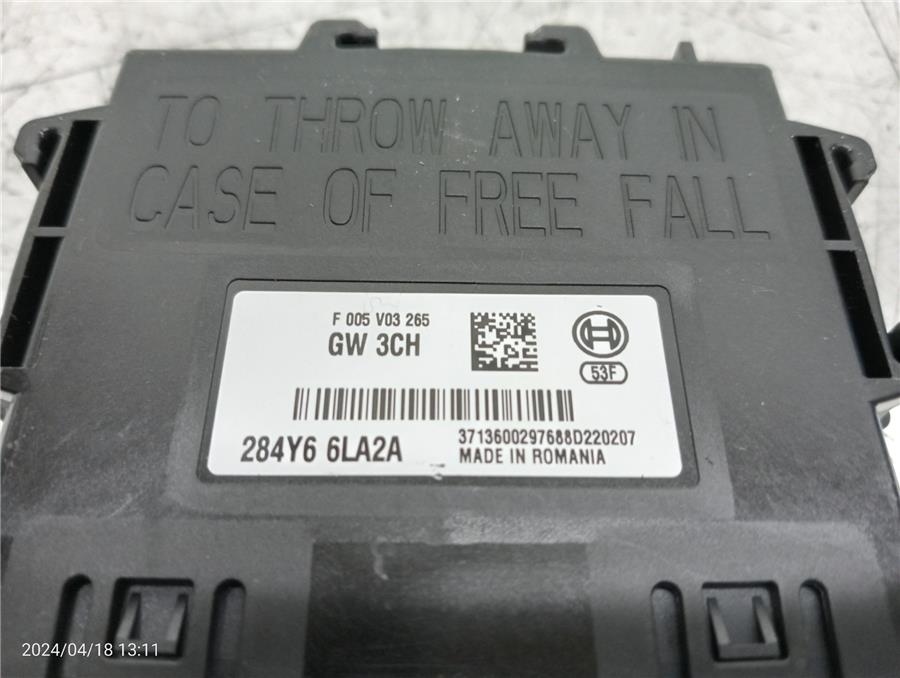 TO THROW AWAY IN
CASE OF FREE FALL
F 005 V03 265
GW 3CH
53F
284Y6 6LA2A
3713600297688D220207
MADE IN ROMANIA
2024/04/18 13:11